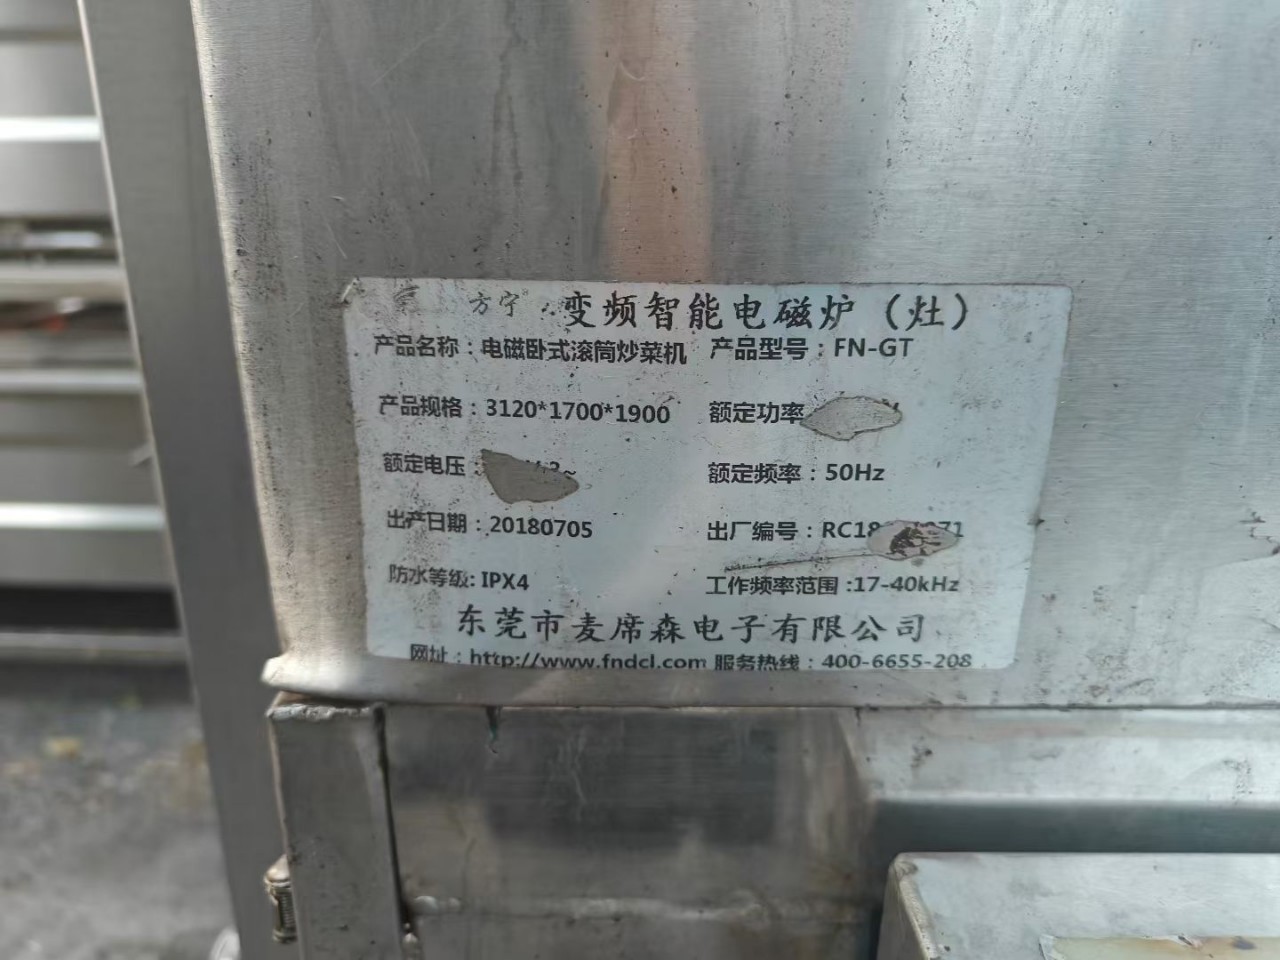 方宁 变频智能电磁炉（灶）
产品名称：电磁卧式滚筒炒菜机 产品型号：FN-GT
产品规格：3120*1700*1900 额定功率
额定电压： 3~ 额定频率：50Hz
出产日期：20180705 出厂编号：RC18 71
防水等级: IPX4 工作频率范围 :17-40kHz
东莞市麦席森电子有限公司
网址：http://www.fndcl.com 服务热线：400-6655-208